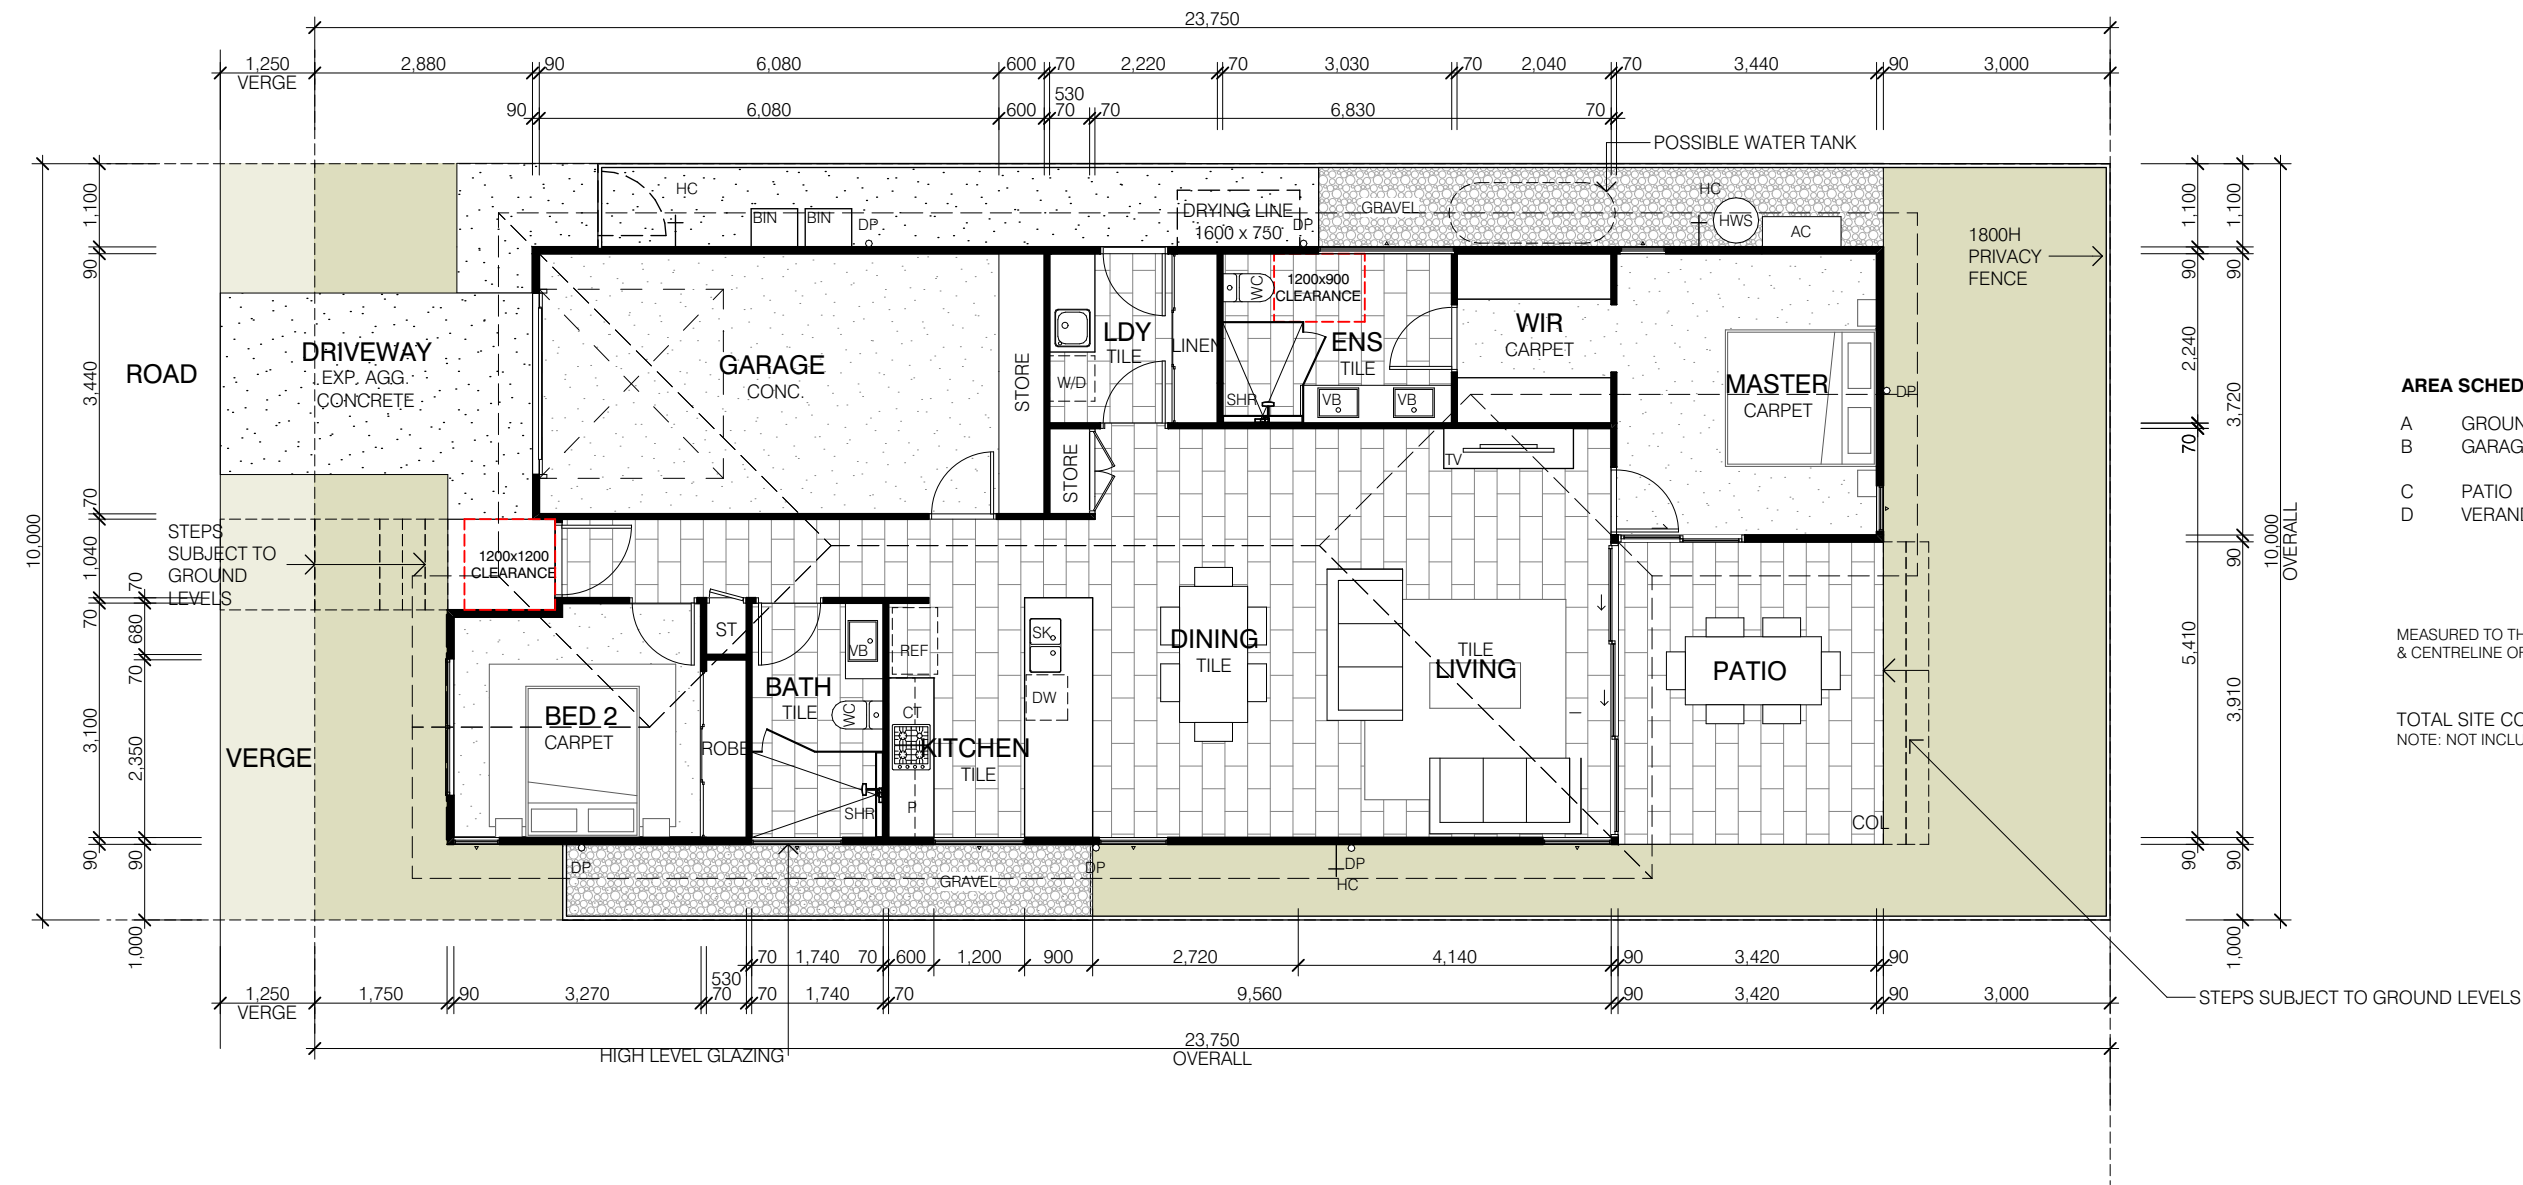 23,750
1,250 2,880 90 6,080 600 70 2,220 70 3,030 70 2,040 70 3,440 90 3,000
VERGE
530
90 6,080 600 70 70 6,830 70
POSSIBLE WATER TANK
HC
BIN BIN DP
DRYING LINE
1600 x 750
DP
GRAVEL
HC
HWS
AC
1800H
PRIVACY
FENCE
1,100
90
3,440
70
1,040
70
3,100
90
10,000
70
680
70
2,350
90
1,000
ROAD
DRIVEWAY
EXP. AGG.
CONCRETE
GARAGE
CONC.
STORE
LDY
TILE
W/D
LINEN
STORE
WC
1200x900
CLEARANCE
ENS
TILE
SHR
VB
VB
WIR
CARPET
MASTER
CARPET
DP
TV
STEPS
SUBJECT TO
GROUND
LEVELS
1200x1200
CLEARANCE
VERGE
BED 2
CARPET
ST
ROBE
BATH
TILE
VB
WC
SHR
REF
CT
P
KITCHEN
TILE
SK
DW
DINING
TILE
TILE
LIVING
PATIO
COL
DP
GRAVEL
DP
DP
HC
1,100
90
2,240
70
70
5,410
90
1,100
90
3,720
90
3,910
90
1,000
10,000
OVERALL
AREA SCHED
A GROUN
B GARAG
C PATIO
D VERAN
MEASURED TO TH
& CENTRELINE OF
TOTAL SITE CO
NOTE: NOT INCLU
70 1,740 70 600 1,200 900 2,720 4,140 90 3,420 90
530
1,250 1,750 90 3,270 70 70 1,740 70 9,560 90 3,420 90 3,000
VERGE
STEPS SUBJECT TO GROUND LEVELS
23,750
OVERALL
HIGH LEVEL GLAZING